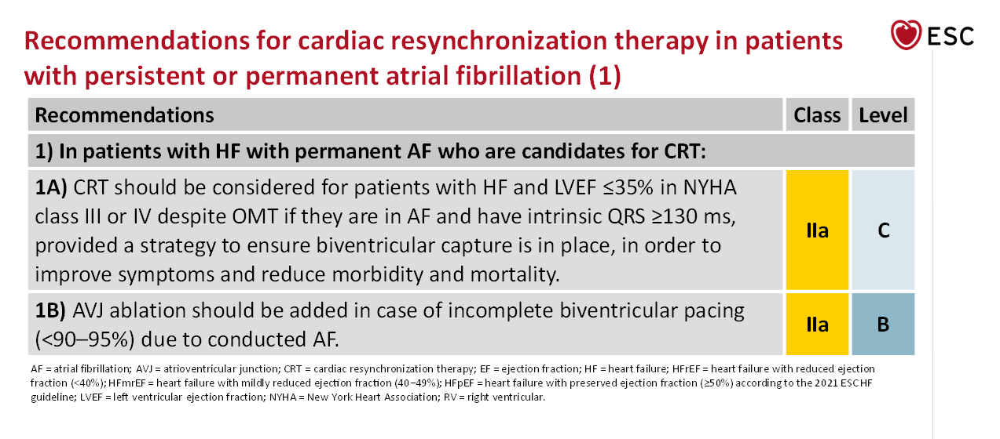 Recommendations for cardiac resynchronization therapy in patients
with persistent or permanent atrial fibrillation (1)
ESC
Recommendations Class Level
1) In patients with HF with permanent AF who are candidates for CRT:
1A) CRT should be considered for patients with HF and LVEF ≤35% in NYHA
class III or IV despite OMT if they are in AF and have intrinsic QRS ≥130 ms,
provided a strategy to ensure biventricular capture is in place, in order to
improve symptoms and reduce morbidity and mortality.
IIa C
1B) AVJ ablation should be added in case of incomplete biventricular pacing
(<90–95%) due to conducted AF.
IIa B
AF = atrial fibrillation; AVJ = atrioventricular junction; CRT = cardiac resynchronization therapy; EF = ejection fraction; HF = heart failure; HFrEF = heart failure with reduced ejection
fraction (<40%); HFmrEF = heart failure with mildly reduced ejection fraction (40–49%); HFpEF = heart failure with preserved ejection fraction (≥50%) according to the 2021 ESC HF
guideline; LVEF = left ventricular ejection fraction; NYHA = New York Heart Association; RV = right ventricular.